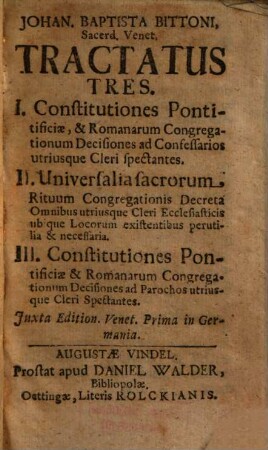 JOHAN. BAPTISTA BITTONI,
Sacerd. Venet.
TRACTATUS
TRES.
I. Constitutiones Ponti-
tificiæ, & Romanarum Congrega-
tionum Decisiones ad Confessarios
utriusque Cleri spectantes.
II. Universalia sacrorum
Rituum Congregationis Decreta
Omnibus utriusque Cleri Ecclesiasticis
ubique Locorum existentibus peruti-
lia & necessaria.
III. Constitutiones Pon-
tificiæ & Romanarum Congrega-
tionum Decisiones ad Parochos utrius-
que Cleri Spectantes.
Juxta Edition. Venet. Prima in Ger-
mania.
AUGUSTÆ VINDEL.
Prostat apud DANIEL WALDER,
Bibliopolæ.
Oettingæ, Literis ROLCKIANIS.